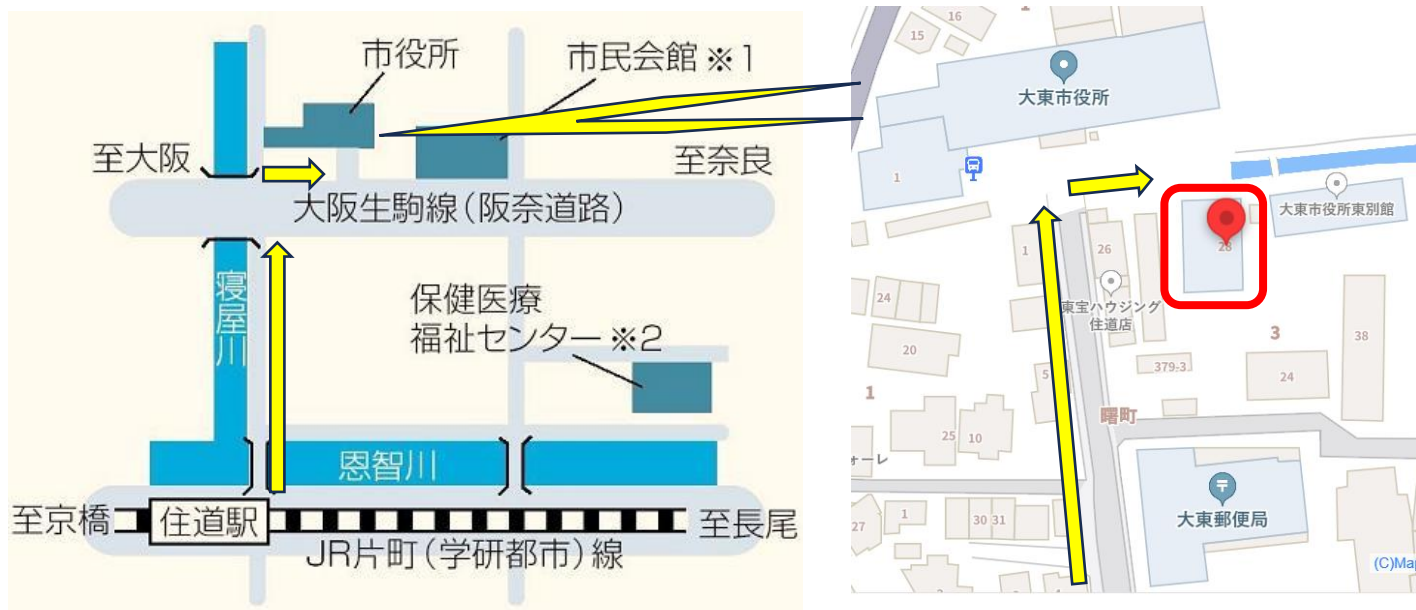 市役所
市民会館 ※1
至大阪
至奈良
大阪生駒線（阪奈道路）
寝屋川
保健医療
福祉センター ※2
恩智川
至京橋
住道駅
至長尾
JR片町（学研都市）線
16
15
1
大東市役所
1
大東市役所東別館
28
26
1
東宝ハウジング
住道店
24
20
3
38
379-3
24
5
1
曙町
25
10
ォーレ
大東郵便局
27
1
30
31
(C)Ma